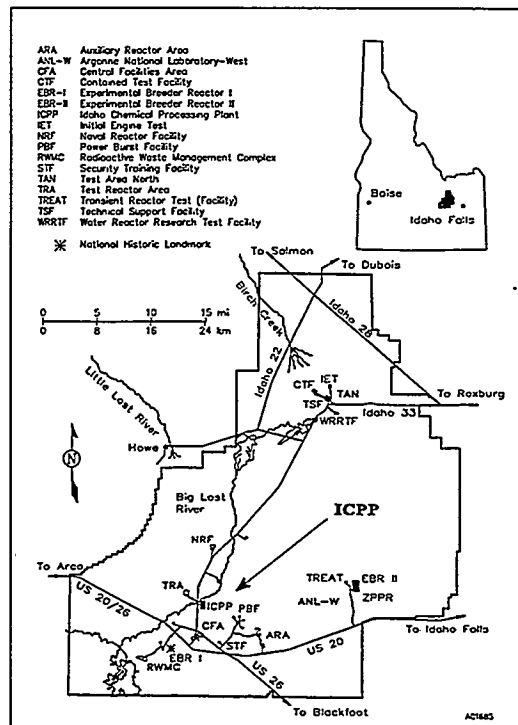 ARA Auxiliary Reactor Area
ANL-W Argonne National Laboratory-West
CFA Central Facilities Area
CTF Contained Test Facility
EBR-I Experimental Breeder Reactor I
EBR-II Experimental Breeder Reactor II
ICPP Idaho Chemical Processing Plant
IET Initial Engine Test
NRF Naval Reactor Facility
PBF Power Burst Facility
RWMC Radioactive Waste Management Complex
STF Security Training Facility
TAN Test Area North
TRA Test Reactor Area
TREAT Transient Reactor Test (Facility)
TSF Technical Support Facility
WRRTF Water Reactor Research Test Facility
National Historic Landmark
Boise
Idaho Falls
To Salmon
To Dubois
0 5 10 15 mi
0 8 16 24 km
Birch Creek
Idaho 28
Idaho 22
Little Lost River
CTF
IET
TAN
TSF
To Rexburg
Idaho 33
WRRTF
Howe
N
Big Lost
River
ICPP
NRF
To Arco
TRA
TREAT
EBR II
ANL-W
ZPPR
US 20/26
ICPP
PBF
CFA
ARA
To Idaho Falls
STF
US 20
EBR I
RWMC
US 26
To Blackfoot